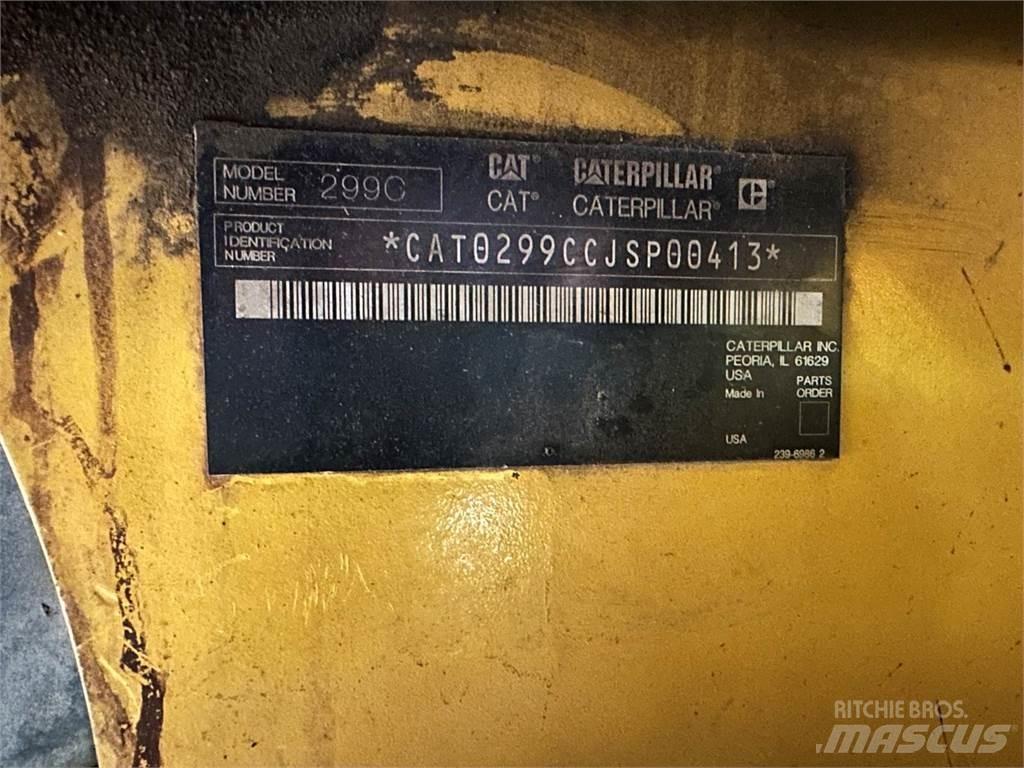 MODEL NUMBER 299C
CAT® CATERPILLAR®
CAT® CATERPILLAR®
PRODUCT
IDENTIFICATION
NUMBER
*CAT0299CCJSP00413*
CATERPILLAR INC.
PEORIA, IL 61629
USA
Made In
PARTS
ORDER
USA
239-6986 2
RITCHIE BROS.
MASCUS